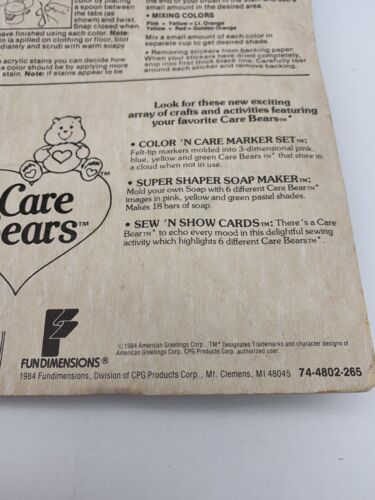 color by placing
a spoon between
the tabs (as
shown) and twist.
Snap closed when
have finished using each color. Note:
in is spilled on clothing or floor, blot
mediately and scrub with warm soapy
acrylic stains, you can decide how
a color should be by applying more
stain. Note: If stains appear to be
small amount in the desired area.
• MIXING COLORS
Pink + Yellow = Lt. Orange
Yellow + Red = Golden Orange
Mix a small amount of each color in
separate cup to get desired shade.
• Removing stickers from backing paper.
When your stickers have dried completely,
snip into first thick black line. Carefully tear
around each sticker and remove backing.
Look for these new exciting
array of crafts and activities featuring
your favorite Care Bears.™
• COLOR 'N CARE MARKER SET™:
Felt-tip markers molded into 3-dimensional pink,
blue, yellow and green Care Bears™* that store in
a cloud when not in use.
• SUPER SHAPER SOAP MAKER™:
Mold your own Soap with 6 different Care Bear™*
images in pink, yellow and green pastel shades.
Makes 18 bars of soap.
• SEW 'N SHOW CARDS™: There's a Care
Bear™* to echo every mood in this delightful sewing
activity which highlights 6 different Care Bears™*.
TM
Care
Bears™
FUNDIMENSIONS®
©1984 American Greetings Corp., TM* Designates Trademarks and character designs of
American Greetings Corp. CPG Products Corp. authorized user.
1984 Fundimensions, Division of CPG Products Corp., Mt. Clemens, MI 48045 74-4802-265